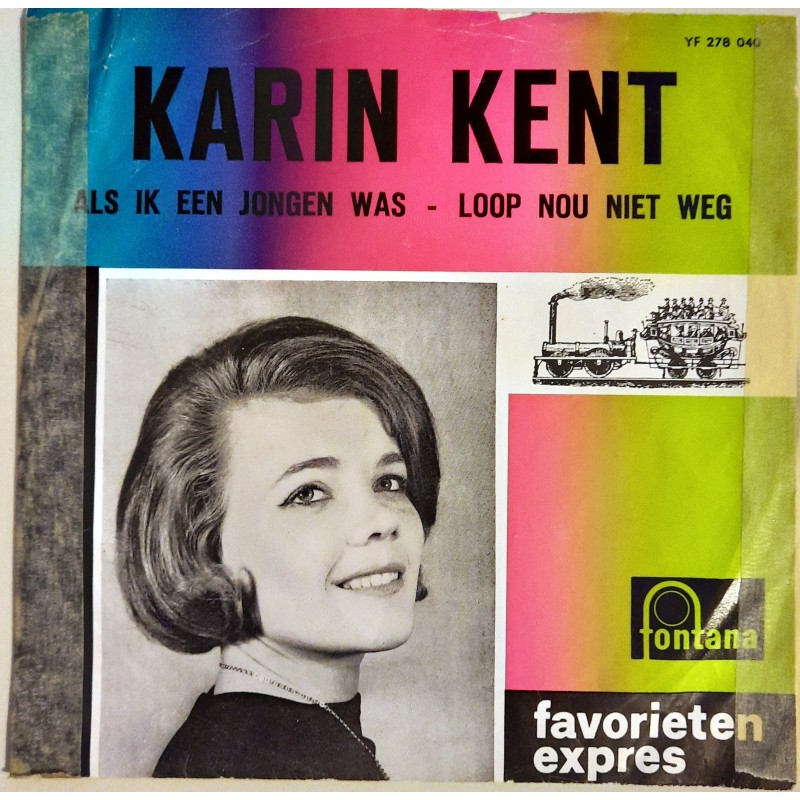 YF 278 040
KARIN KENT
ALS IK EEN JONGEN WAS - LOOP NOU NIET WEG
fontana
favorieten
expres